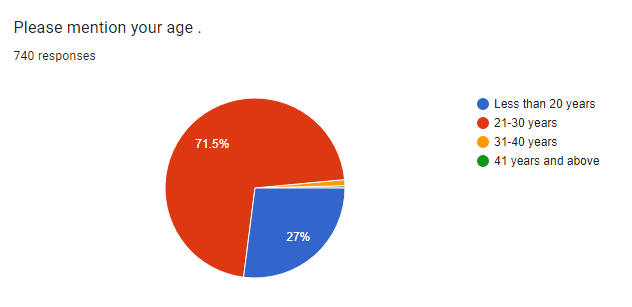 Please mention your age .
740 responses
Less than 20 years
21-30 years
31-40 years
41 years and above
71.5%
27%